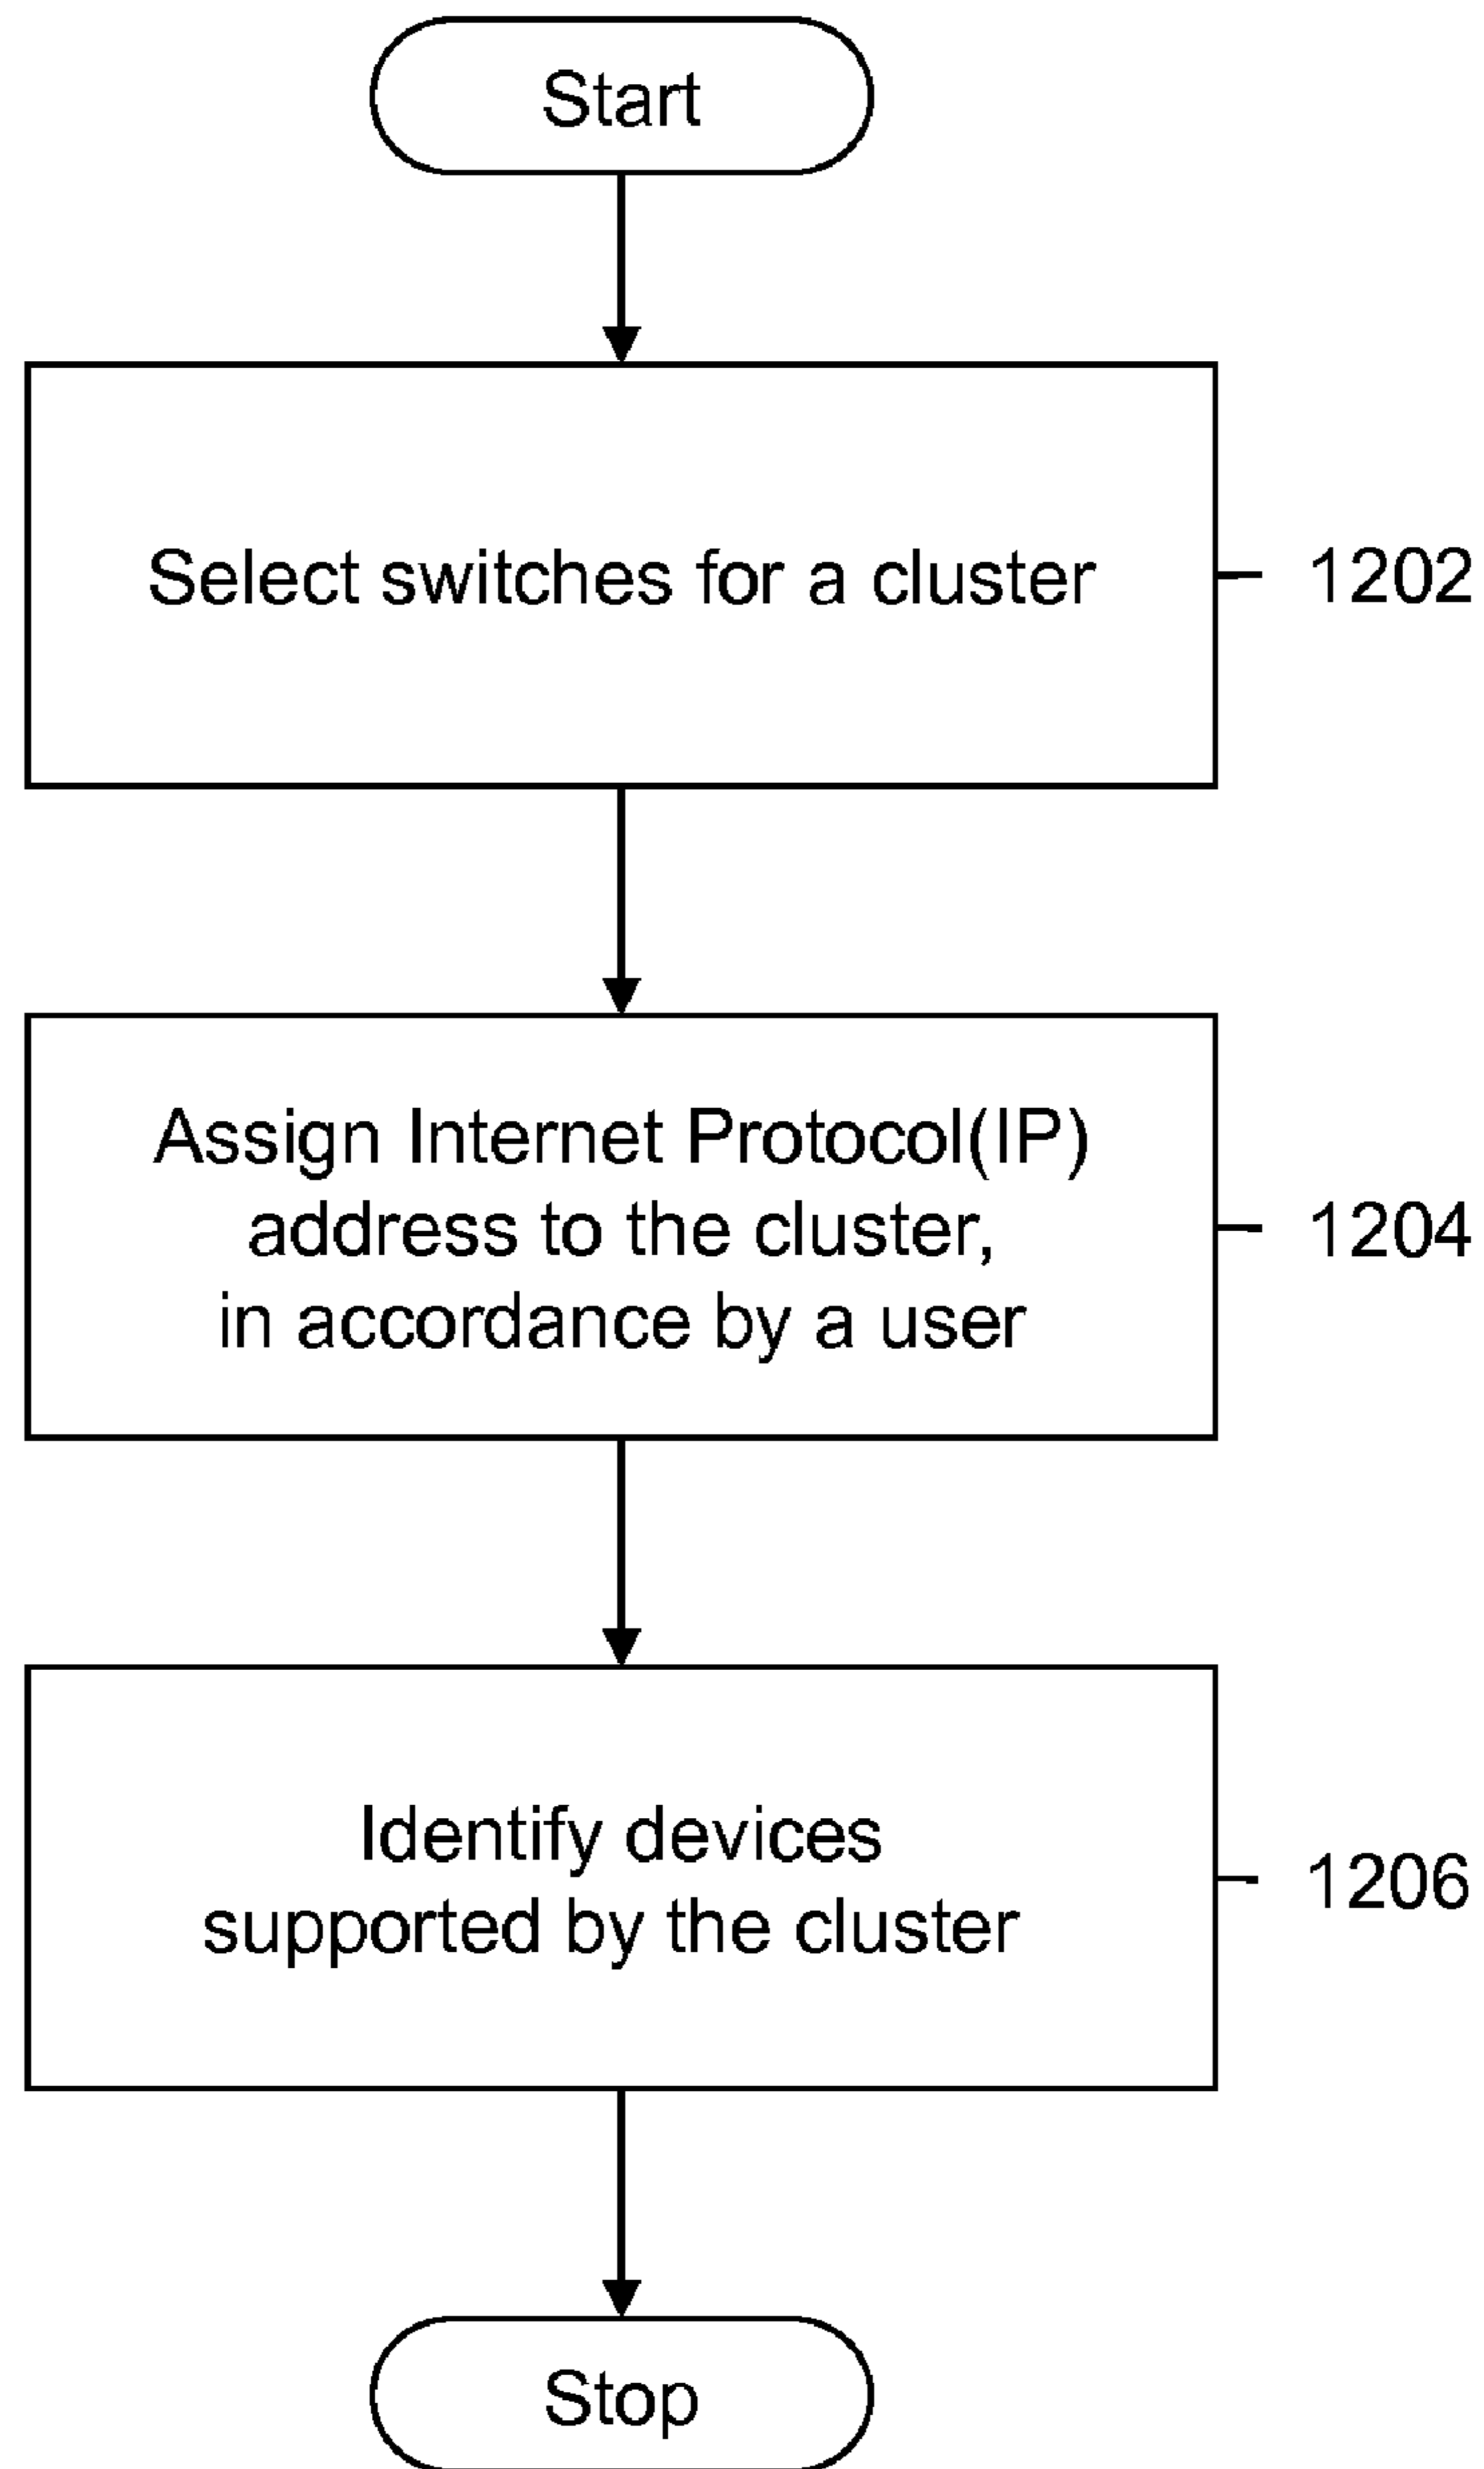 Start
Select switches for a cluster
1202
Assign Internet Protocol(IP)
address to the cluster,
in accordance by a user
1204
Identify devices
supported by the cluster
1206
Stop